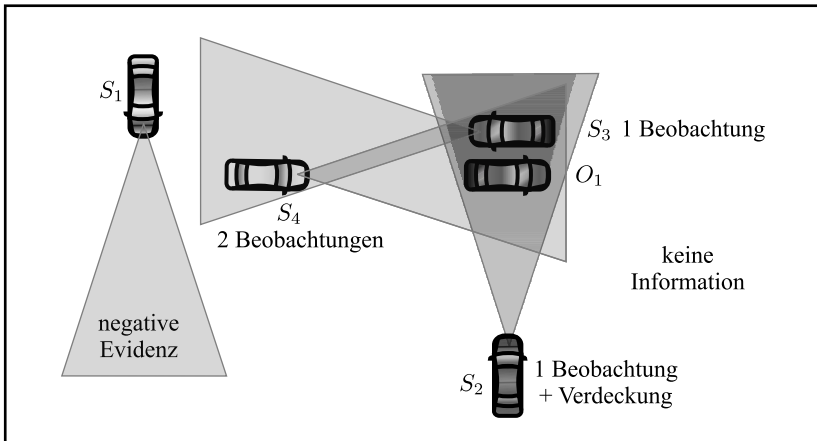 S1
S3 1 Beobachtung
O1
S4
2 Beobachtungen
keine
Information
negative
Evidenz
S2
1 Beobachtung
+ Verdeckung